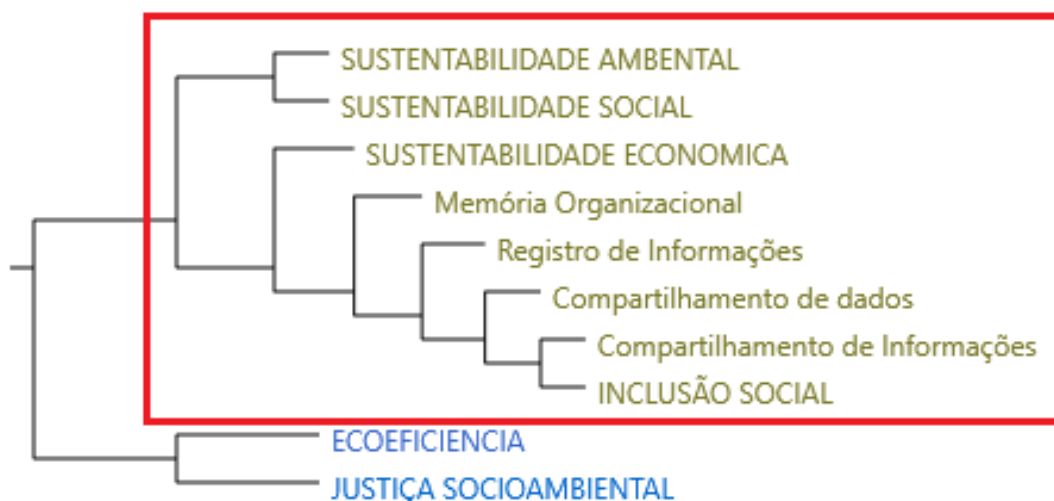 SUSTENTABILIDADE AMBENTAL
SUSTENTABILIDADE SOCIAL
SUSTENTABILIDADE ECONOMICA
Memória Organizacional
Registro de Informações
Compartilhamento de dados
Compartilhamento de Informações
INCLUSÃO SOCIAL
ECOEFICIENCIA
JUSTIÇA SOCIOAMBIENTAL